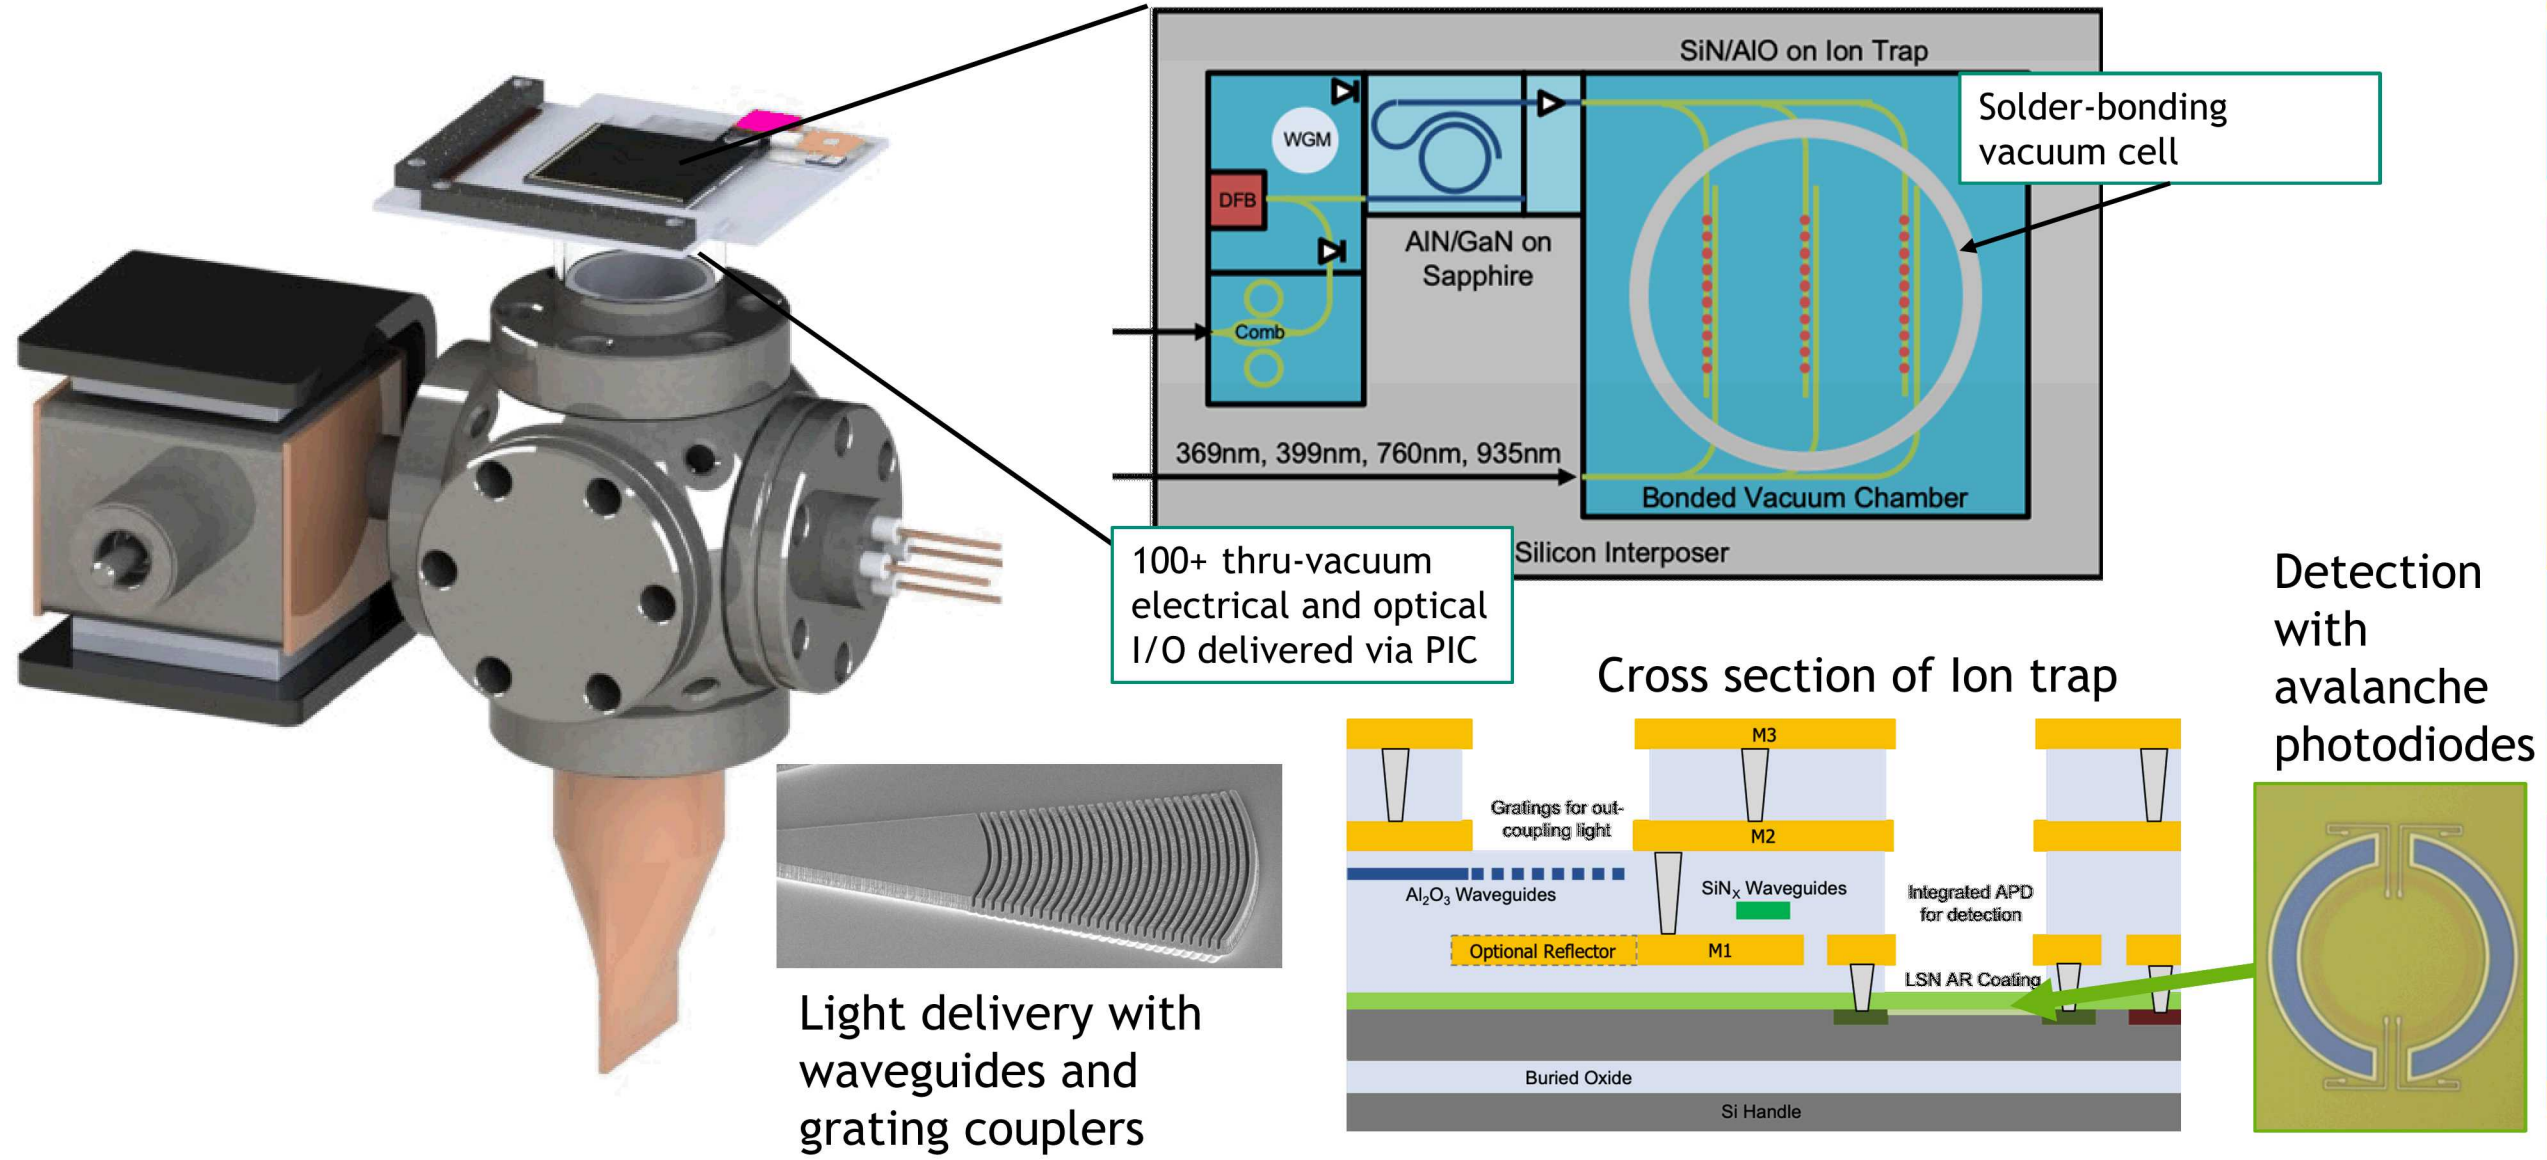 SiN/AlO on Ion Trap
Solder-bonding
vacuum cell
WGM
DFB
AlN/GaN on
Sapphire
Comb
369nm, 399nm, 760nm, 935nm
Bonded Vacuum Chamber
Silicon Interposer
100+ thru-vacuum
electrical and optical
I/O delivered via PIC
Detection
with
avalanche
photodiodes
Cross section of Ion trap
M3
Gratings for out-
coupling light
M2
Al₂O₃ Waveguides
SiNₓ Waveguides
Integrated APD
for detection
Optional Reflector
M1
LSN AR Coating
Buried Oxide
Si Handle
Light delivery with
waveguides and
grating couplers